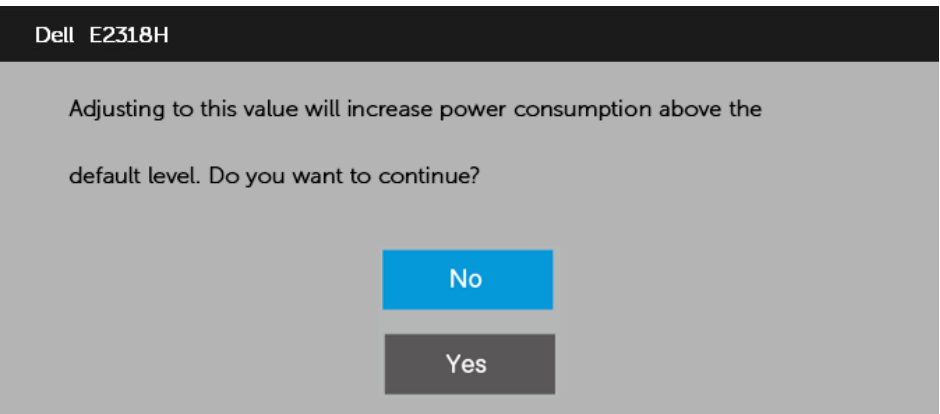 Dell E2318H
Adjusting to this value will increase power consumption above the
default level. Do you want to continue?
No
Yes